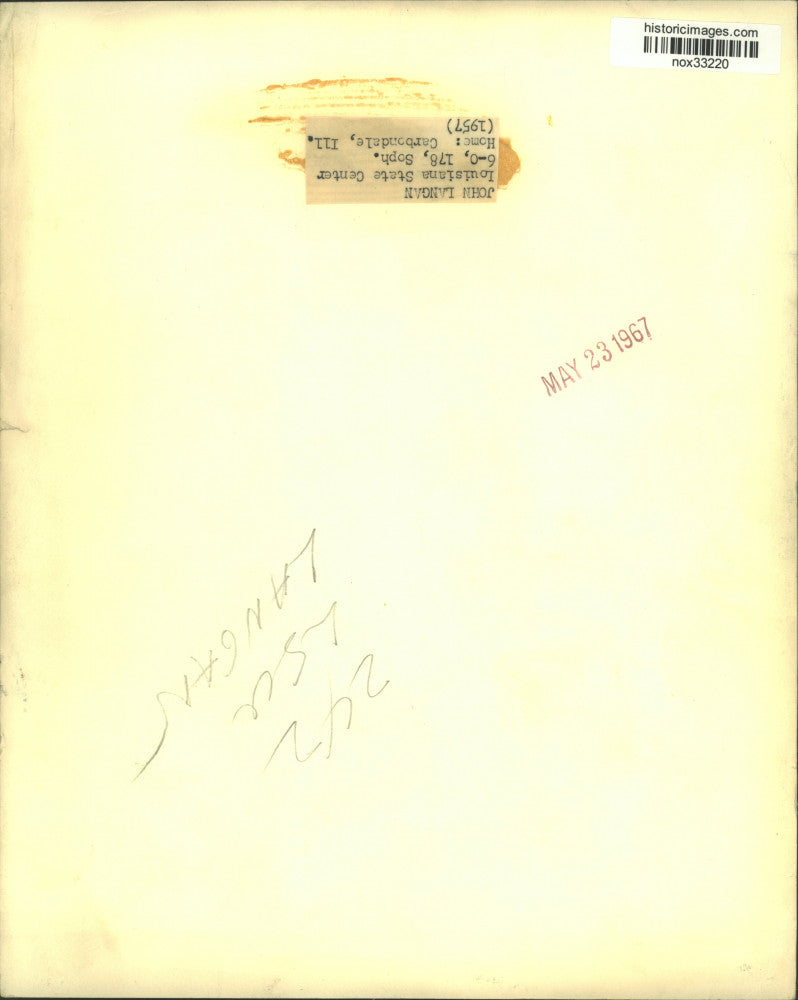 historicimages.com
nox33220
JOHN LANGAN
Louisiana State Center
6-0, 178, Soph.
Home: Carbondale, Ill.
(1957)
MAY 23 1967
LANGAN
LSU
242